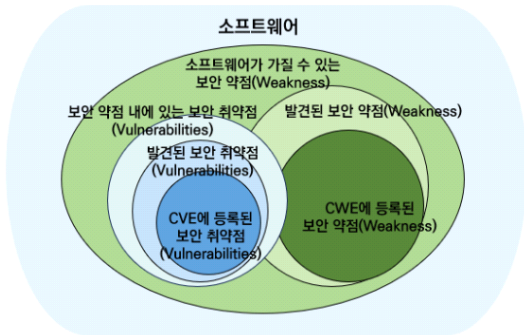 소프트웨어
소프트웨어가 가질 수 있는
보안 약점(Weakness)
보안 약점 내에 있는 보안 취약점
(Vulnerabilities)
발견된 보안 약점(Weakness)
발견된 보안 취약점
(Vulnerabilities)
CVE에 등록된
보안 취약점
(Vulnerabilities)
CWE에 등록된
보안 약점(Weakness)